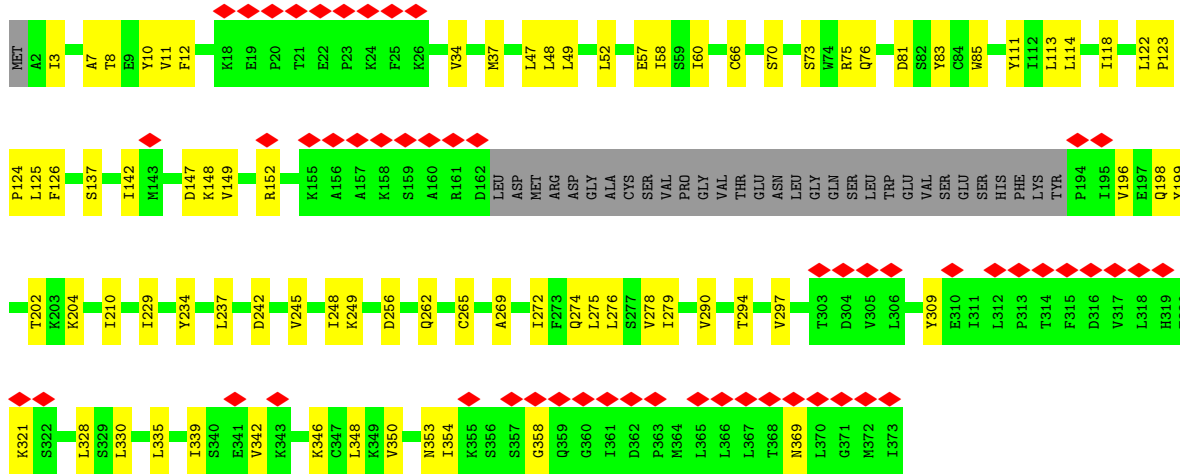 MET A2 I3 A7 T8 E9 Y10 V11 F12 K18 E19 P20 T21 E22 P23 K24 F25 K26 V34 M37 L47 L48 L49 L52 E57 I58 S59 I60 C66 S70 S73 W74 R75 Q76 D81 S82 Y83 C84 W85 Y111 I112 L113 L114 I118 L122 P123
P124 L125 F126 S137 I142 M143 D147 K148 V149 R152 K155 A156 A157 K158 S159 A160 R161 D162 LEU ASP MET ARG ASP GLY ALA CYS SER VAL PRO GLY VAL THR GLU ASN LEU GLY GLN SER LEU TRP GLU VAL SER GLU SER HIS PHE LYS TYR P194 I195 V196 E197 Q198 Y199
T202 K203 K204 I210 I229 Y234 L237 D242 V245 I248 K249 D256 Q262 C265 A269 I272 F273 Q274 L275 L276 S277 V278 I279 V290 T294 V297 T303 D304 V305 L306 Y309 E310 I311 L312 P313 T314 F315 D316 V317 L318 H319
K321 S322 L328 S329 L330 L335 I339 S340 E341 V342 K343 K346 C347 L348 K349 V350 N353 I354 K355 S356 S357 G358 Q359 G360 I361 D362 P363 M364 L365 L366 L367 T368 N369 L370 G371 M372 I373